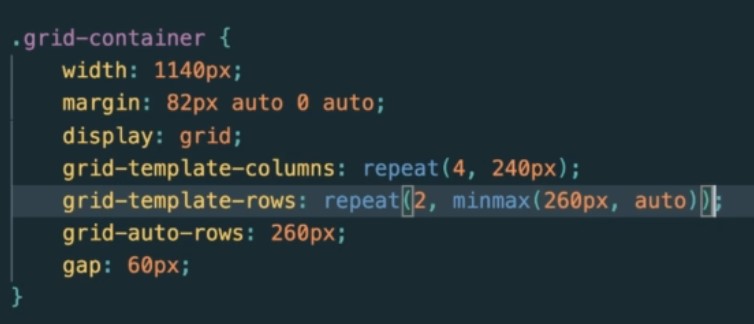 .grid-container {
    width: 1140px;
    margin: 82px auto 0 auto;
    display: grid;
    grid-template-columns: repeat(4, 240px);
    grid-template-rows: repeat(2, minmax(260px, auto));
    grid-auto-rows: 260px;
    gap: 60px;
}